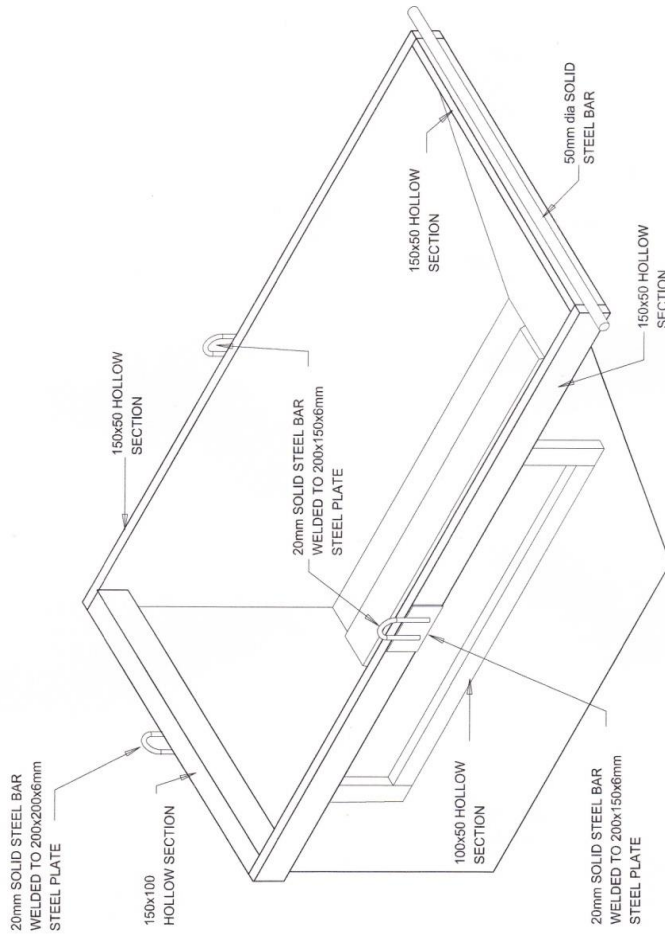 20mm SOLID STEEL BAR
WELDED TO 200x200x6mm
STEEL PLATE
150x100
HOLLOW SECTION
150x50 HOLLOW
SECTION
20mm SOLID STEEL BAR
WELDED TO 200x150x6mm
STEEL PLATE
150x50 HOLLOW
SECTION
50mm dia SOLID
STEEL BAR
100x50 HOLLOW
SECTION
20mm SOLID STEEL BAR
WELDED TO 200x150x6mm
STEEL PLATE
150x50 HOLLOW
SECTION